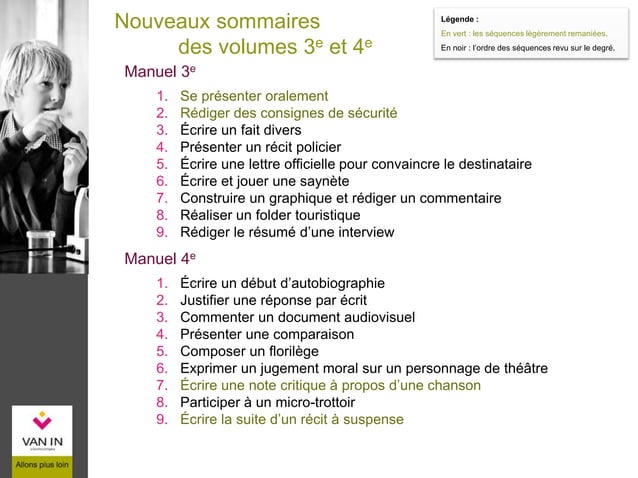 Nouveaux sommaires
des volumes 3e et 4e
Légende :
En vert : les séquences légèrement remaniées.
En noir : l'ordre des séquences revu sur le degré.
Manuel 3e
1. Se présenter oralement
2. Rédiger des consignes de sécurité
3. Écrire un fait divers
4. Présenter un récit policier
5. Écrire une lettre officielle pour convaincre le destinataire
6. Écrire et jouer une saynète
7. Construire un graphique et rédiger un commentaire
8. Réaliser un folder touristique
9. Rédiger le résumé d'une interview
Manuel 4e
1. Écrire un début d'autobiographie
2. Justifier une réponse par écrit
3. Commenter un document audiovisuel
4. Présenter une comparaison
5. Composer un florilège
6. Exprimer un jugement moral sur un personnage de théâtre
7. Écrire une note critique à propos d'une chanson
8. Participer à un micro-trottoir
9. Écrire la suite d'un récit à suspense
VAN IN
Allons plus loin